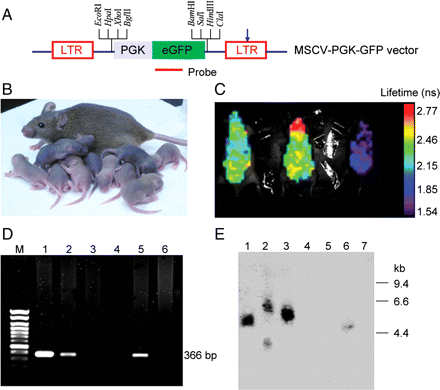 A
EcoRI
HpaI
XhoI
BglII
BamHI
SalI
HindIII
ClaI
LTR
PGK
eGFP
LTR
MSCV-PGK-GFP vector
Probe
B
C
Lifetime (ns)
2.77
2.46
2.15
1.85
1.54
D
M 1 2 3 4 5 6
366 bp
E
1 2 3 4 5 6 7
kb
9.4
6.6
4.4